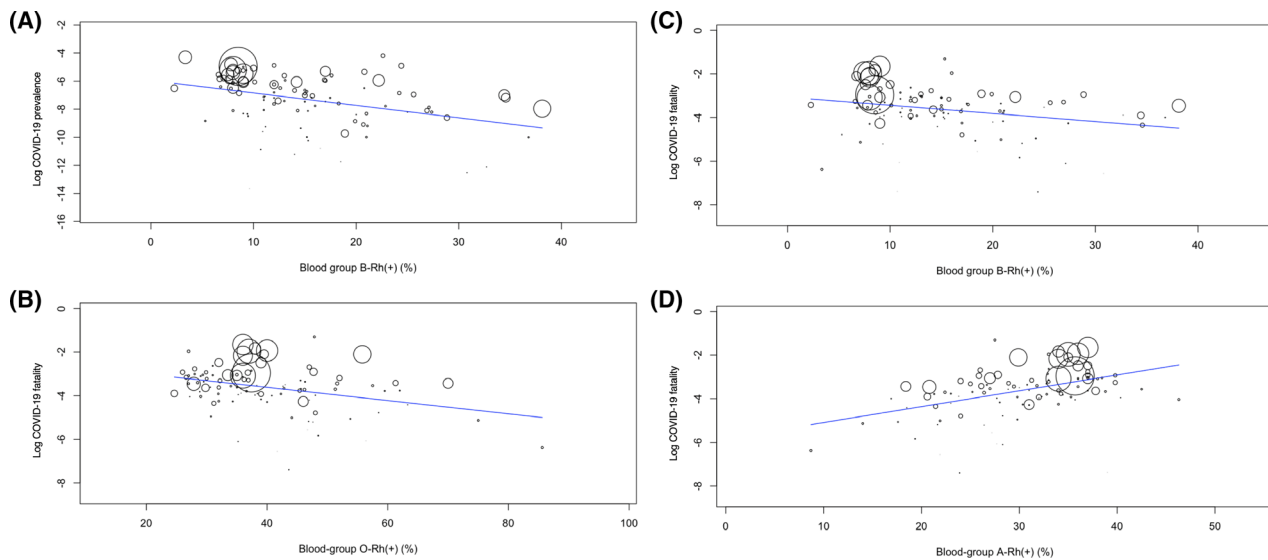 (A)
Log COVID-19 prevalence
-2
-4
-6
-8
-10
-12
-14
-16
0 10 20 30 40
Blood group B-Rh(+) (%)
(B)
Log COVID-19 fatality
0
-2
-4
-6
-8
20 40 60 80 100
Blood-group O-Rh(+) (%)
(C)
Log COVID-19 fatality
0
-2
-4
-6
-8
0 10 20 30 40
Blood group B-Rh(+) (%)
(D)
Log COVID-19 fatality
0
-2
-4
-6
-8
0 10 20 30 40 50
Blood-group A-Rh(+) (%)